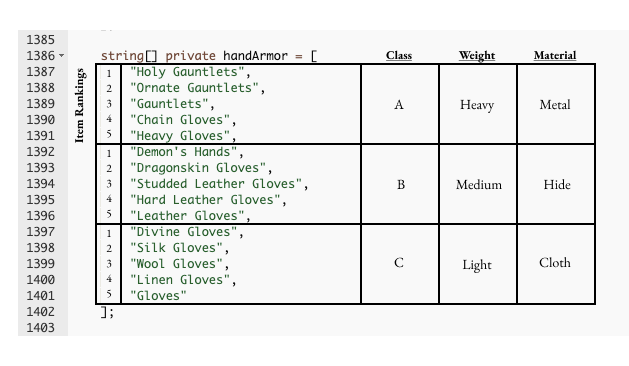 1385
1386 string[] private handArmor = [ Class Weight Material
1387 1 "Holy Gauntlets",
1388 2 "Ornate Gauntlets",
1389 3 "Gauntlets", A Heavy Metal
1390 4 "Chain Gloves",
1391 5 "Heavy Gloves",
Item Rankings
1392 1 "Demon's Hands",
1393 2 "Dragonskin Gloves",
1394 3 "Studded Leather Gloves", B Medium Hide
1395 4 "Hard Leather Gloves",
1396 5 "Leather Gloves",
1397 1 "Divine Gloves",
1398 2 "Silk Gloves",
1399 3 "Wool Gloves", C Light Cloth
1400 4 "Linen Gloves",
1401 5 "Gloves"
1402 ];
1403